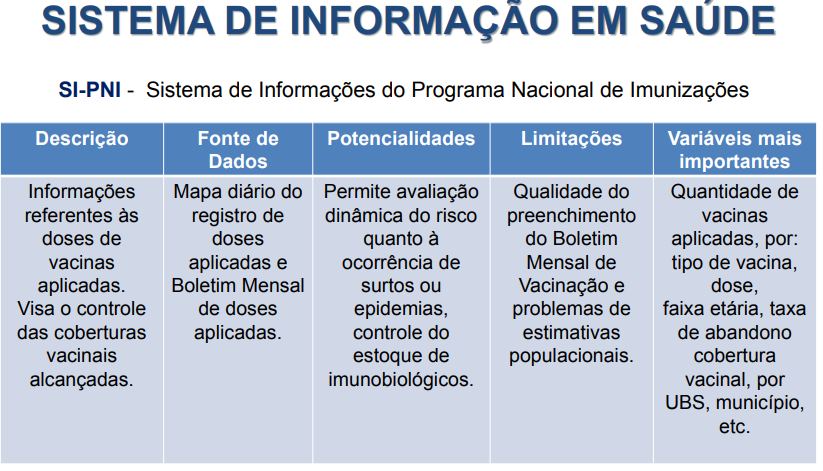 SISTEMA DE INFORMAÇÃO EM SAÚDE
SI-PNI - Sistema de Informações do Programa Nacional de Imunizações
Descrição
Fonte de
Dados
Potencialidades
Limitações
Variáveis mais
importantes
Informações
referentes às
doses de
vacinas
aplicadas.
Visa o controle
das coberturas
vacinais
alcançadas.
Mapa diário do
registro de
doses
aplicadas e
Boletim Mensal
de doses
aplicadas.
Permite avaliação
dinâmica do risco
quanto à
ocorrência de
surtos ou
epidemias,
controle do
estoque de
imunobiológicos.
Qualidade do
preenchimento
do Boletim
Mensal de
Vacinação e
problemas de
estimativas
populacionais.
Quantidade de
vacinas
aplicadas, por:
tipo de vacina,
dose,
faixa etária, taxa
de abandono
cobertura
vacinal, por
UBS, município,
etc.